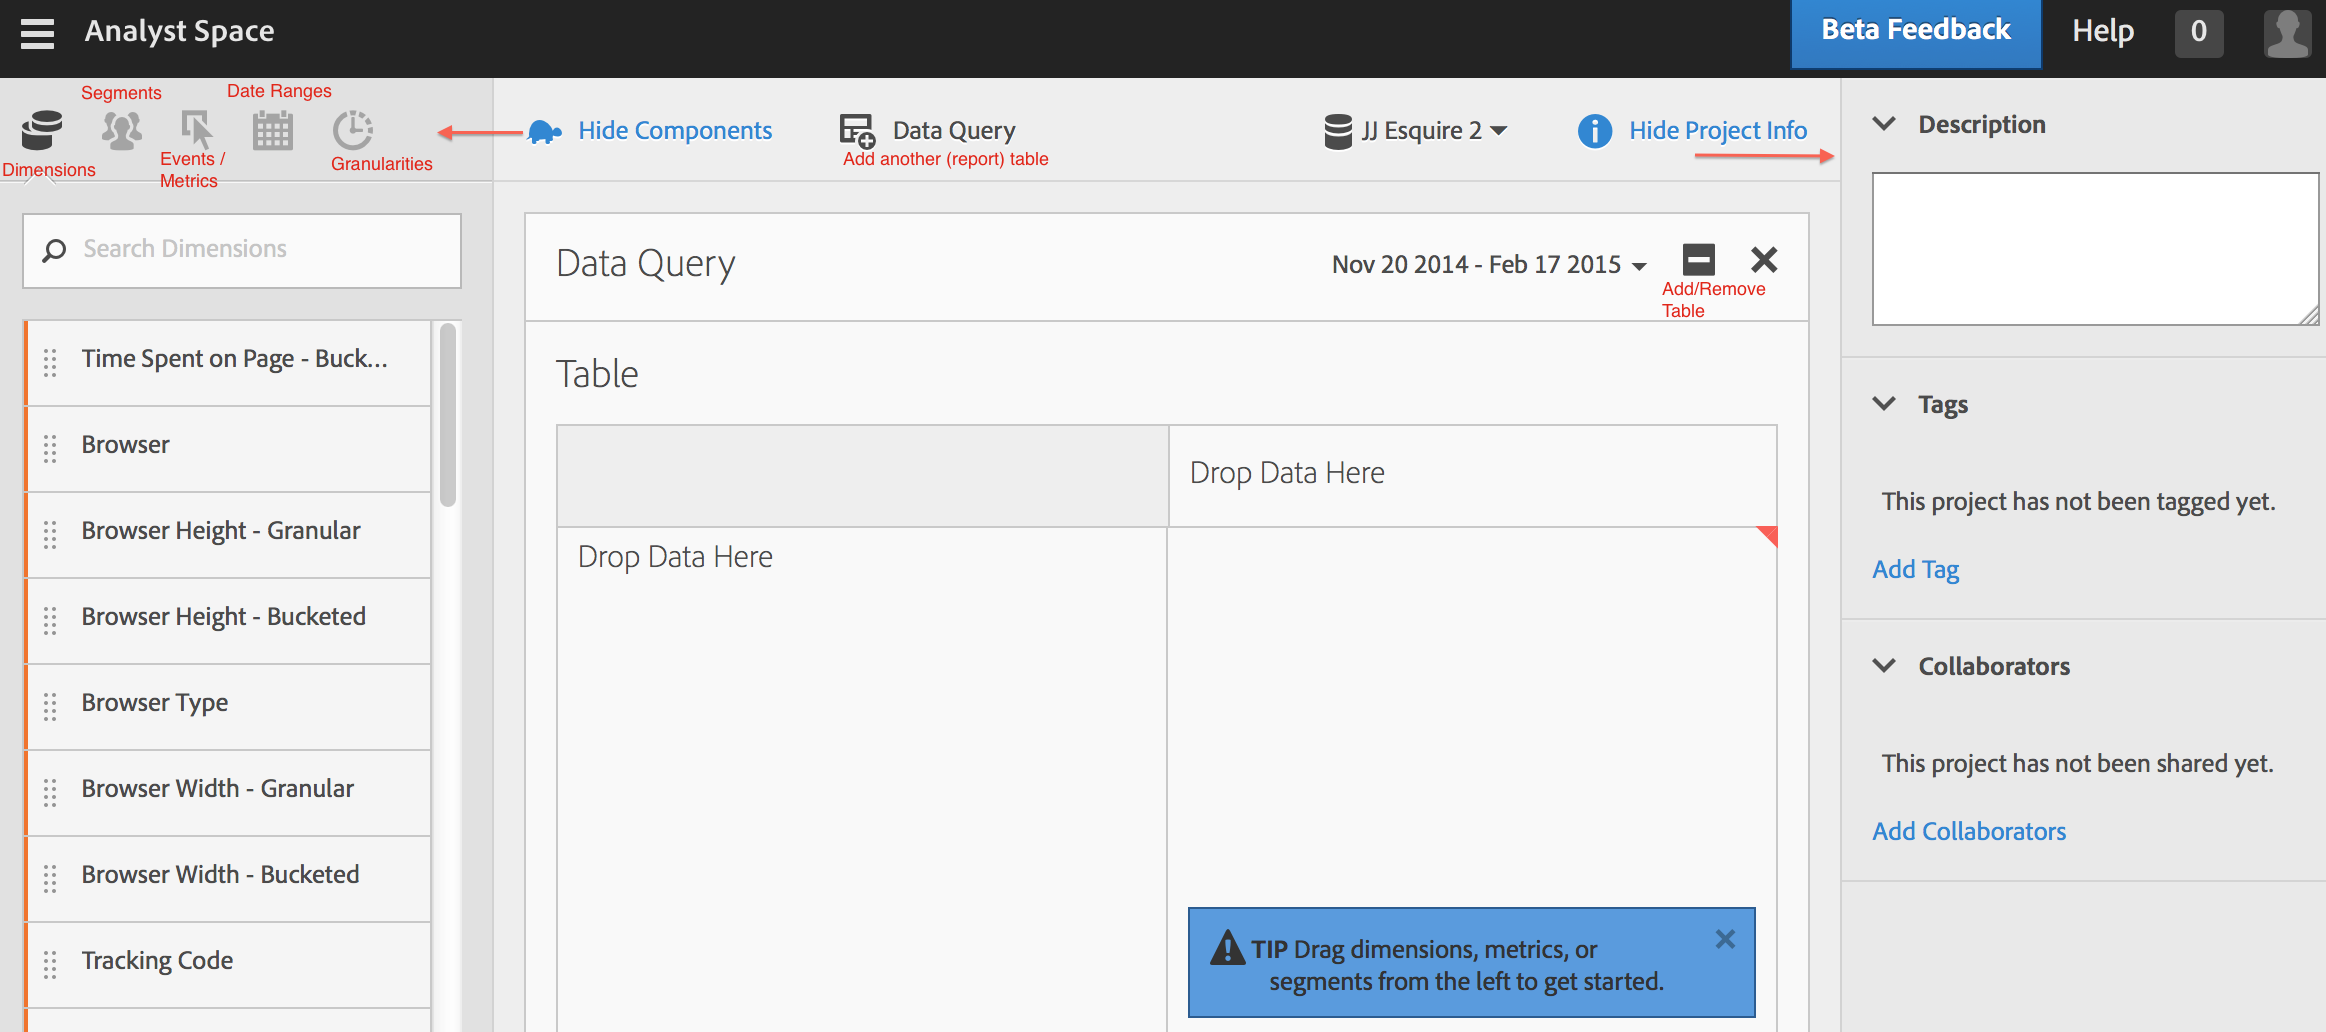 Analyst Space
Beta Feedback
Help
0
Segments
Date Ranges
Dimensions
Events /
Metrics
Granularities
Hide Components
Data Query
Add another (report) table
JJ Esquire 2
Hide Project Info
Search Dimensions
Time Spent on Page - Buck...
Browser
Browser Height - Granular
Browser Height - Bucketed
Browser Type
Browser Width - Granular
Browser Width - Bucketed
Tracking Code
Data Query
Nov 20 2014 - Feb 17 2015
Add/Remove
Table
Table
Drop Data Here
Drop Data Here
TIP Drag dimensions, metrics, or
segments from the left to get started.
Description
Tags
This project has not been tagged yet.
Add Tag
Collaborators
This project has not been shared yet.
Add Collaborators